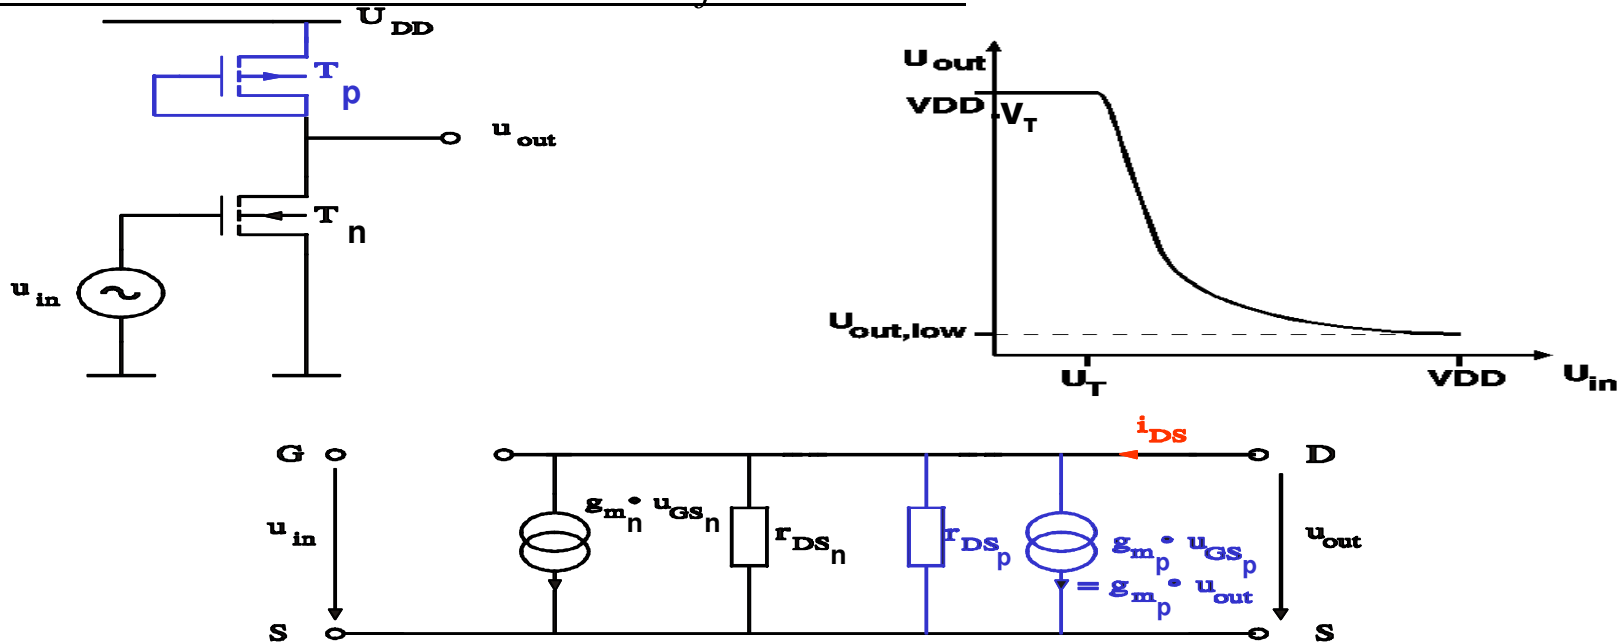 U DD
T p
u out
T n
u in
U out
VDD
-V T
U out,low
U T
VDD
U in
i DS
G
D
g m n · u GS n
r DS n
r DS p
g m p · u GS p
= g m p · u out
u in
u out
S
S